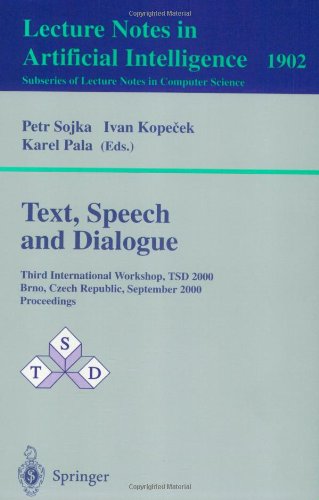 Lecture Notes in
Artificial Intelligence 1902
Subseries of Lecture Notes in Computer Science
Petr Sojka Ivan Kopeček
Karel Pala (Eds.)
Text, Speech
and Dialogue
Third International Workshop, TSD 2000
Brno, Czech Republic, September 2000
Proceedings
S
T D
Springer